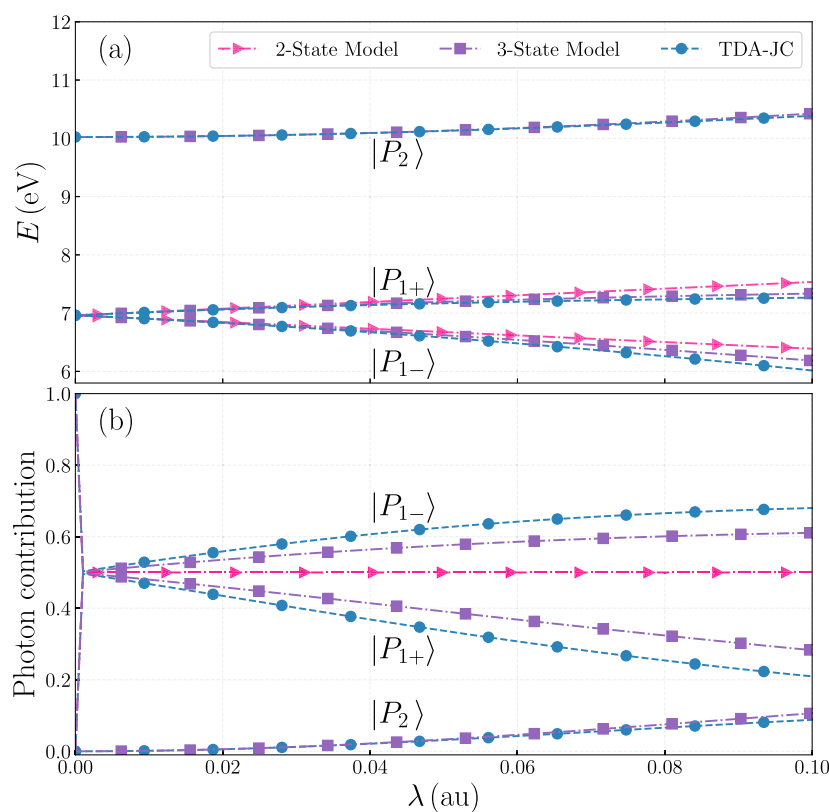 (a)
2-State Model
3-State Model
TDA-JC
12
11
10
9
8
7
6
E (eV)
|P₂⟩
|P₁₊⟩
|P₁₋⟩
(b)
1.0
0.8
0.6
0.4
0.2
0.0
Photon contribution
|P₁₋⟩
|P₁₊⟩
|P₂⟩
0.00 0.02 0.04 0.06 0.08 0.10
λ (au)